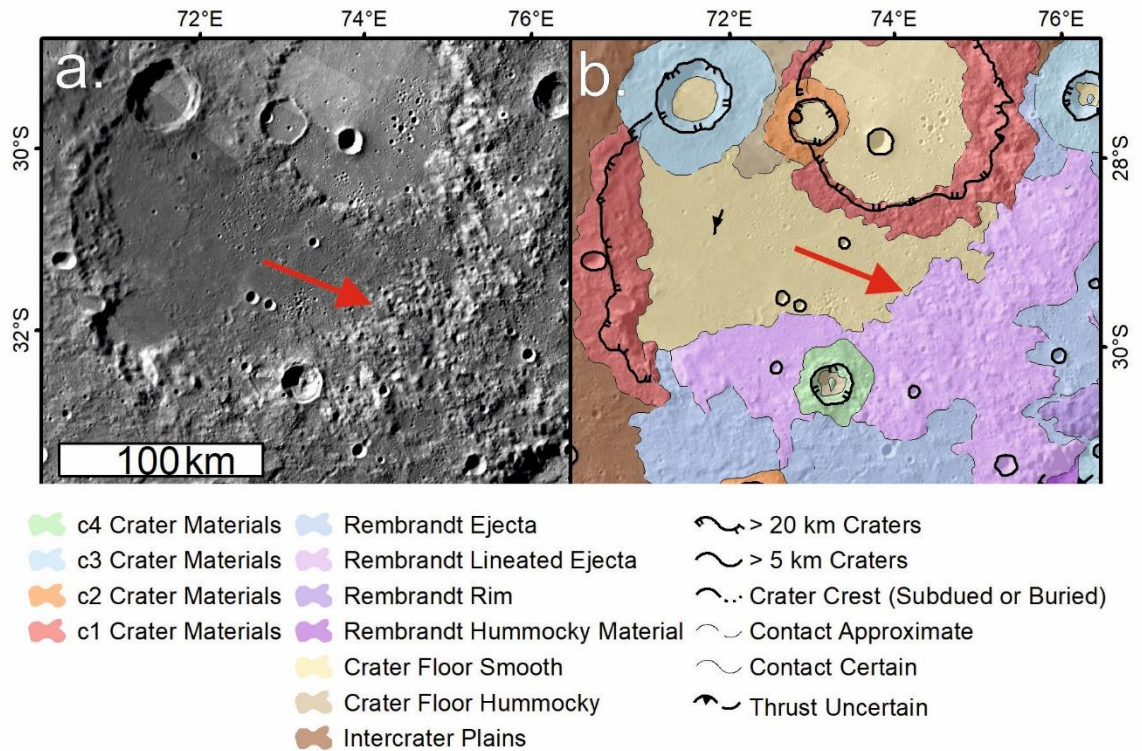 72°E 74°E 76°E 72°E 74°E 76°E
a. b.
30°S 28°S
32°S 30°S
100 km
c4 Crater Materials
c3 Crater Materials
c2 Crater Materials
c1 Crater Materials
Rembrandt Ejecta
Rembrandt Lineated Ejecta
Rembrandt Rim
Rembrandt Hummocky Material
Crater Floor Smooth
Crater Floor Hummocky
Intercrater Plains
> 20 km Craters
> 5 km Craters
Crater Crest (Subdued or Buried)
Contact Approximate
Contact Certain
Thrust Uncertain